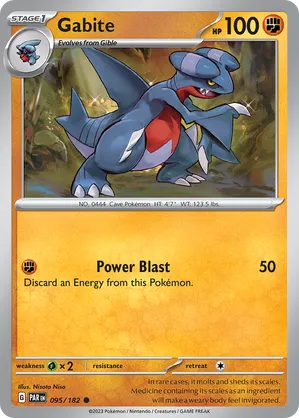 STAGE 1 Gabite HP 100
Evolves from Gible
NO. 0444 Cave Pokémon HT: 4'7" WT: 123.5 lbs.
Power Blast 50
Discard an Energy from this Pokémon.
weakness ×2 resistance retreat
Illus. Nisota Niso
In rare cases, it molts and sheds its scales.
Medicine containing its scales as an ingredient
will make a weary body feel invigorated.
G PAR EN 095/182
©2023 Pokémon / Nintendo / Creatures / GAME FREAK